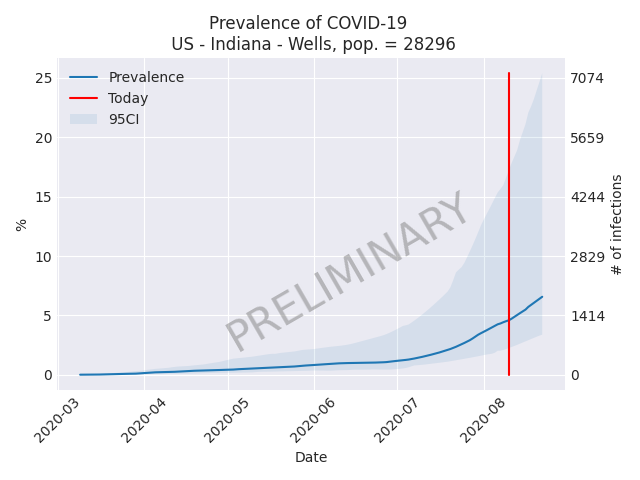 Prevalence of COVID-19
US - Indiana - Wells, pop. = 28296
Prevalence
Today
95CI
25
20
15
10
5
0
%
7074
5659
4244
2829
1414
0
# of infections
PRELIMINARY
2020-03
2020-04
2020-05
2020-06
2020-07
2020-08
Date